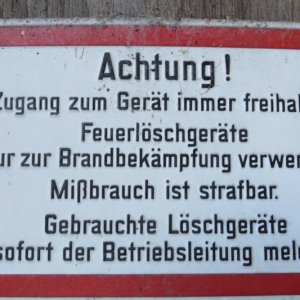 Achtung!
Zugang zum Gerät immer freihal
Feuerlöschgeräte
ur zur Brandbekämpfung verwen
Mißbrauch ist strafbar.
Gebrauchte Löschgeräte
sofort der Betriebsleitung meld